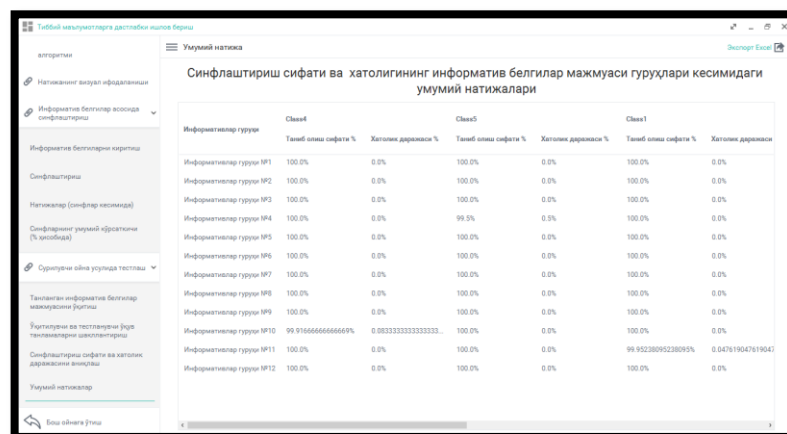 Тиббий маълумотларга дастлабки ишлов бериш
алгоритми
Натижанинг визуал ифодаланиши
Информатив белгилар асосида
синфлаштириш
Информатив белгиларни киритиш
Синфлаштириш
Натижалар (синфлар кесимида)
Синфларнинг умумий кўрсаткичи
(% ҳисобида)
Сурилувчи ойна усулида тестлаш
Танланган информатив белгилар
мажмуасини ўқитиш
Ўқитилувчи ва тестланувчи ўқув
танламаларни шакллантириш
Синфлаштириш сифати ва хатолик
даражасини аниқлаш
Умумий натижалар
Бош ойнага ўтиш
Умумий натижа
Экспорт Excel
Синфлаштириш сифати ва хатолигининг информатив белгилар мажмуаси гуруҳлари кесимидаги
умумий натижалари
Информативлар гуруҳи Class4 Class5 Class1
Таниб олиш сифати % Хатолик даражаси % Таниб олиш сифати % Хатолик даражаси % Таниб олиш сифати % Хатолик даражаси
Информативлар гуруҳи №1 100.0% 0.0% 100.0% 0.0% 100.0% 0.0%
Информативлар гуруҳи №2 100.0% 0.0% 100.0% 0.0% 100.0% 0.0%
Информативлар гуруҳи №3 100.0% 0.0% 100.0% 0.0% 100.0% 0.0%
Информативлар гуруҳи №4 100.0% 0.0% 99.5% 0.5% 100.0% 0.0%
Информативлар гуруҳи №5 100.0% 0.0% 100.0% 0.0% 100.0% 0.0%
Информативлар гуруҳи №6 100.0% 0.0% 100.0% 0.0% 100.0% 0.0%
Информативлар гуруҳи №7 100.0% 0.0% 100.0% 0.0% 100.0% 0.0%
Информативлар гуруҳи №8 100.0% 0.0% 100.0% 0.0% 100.0% 0.0%
Информативлар гуруҳи №9 100.0% 0.0% 100.0% 0.0% 100.0% 0.0%
Информативлар гуруҳи №10 99.91666666666669% 0.0833333333333333... 100.0% 0.0% 100.0% 0.0%
Информативлар гуруҳи №11 100.0% 0.0% 100.0% 0.0% 99.95238095238095% 0.047619047619047
Информативлар гуруҳи №12 100.0% 0.0% 100.0% 0.0% 100.0% 0.0%